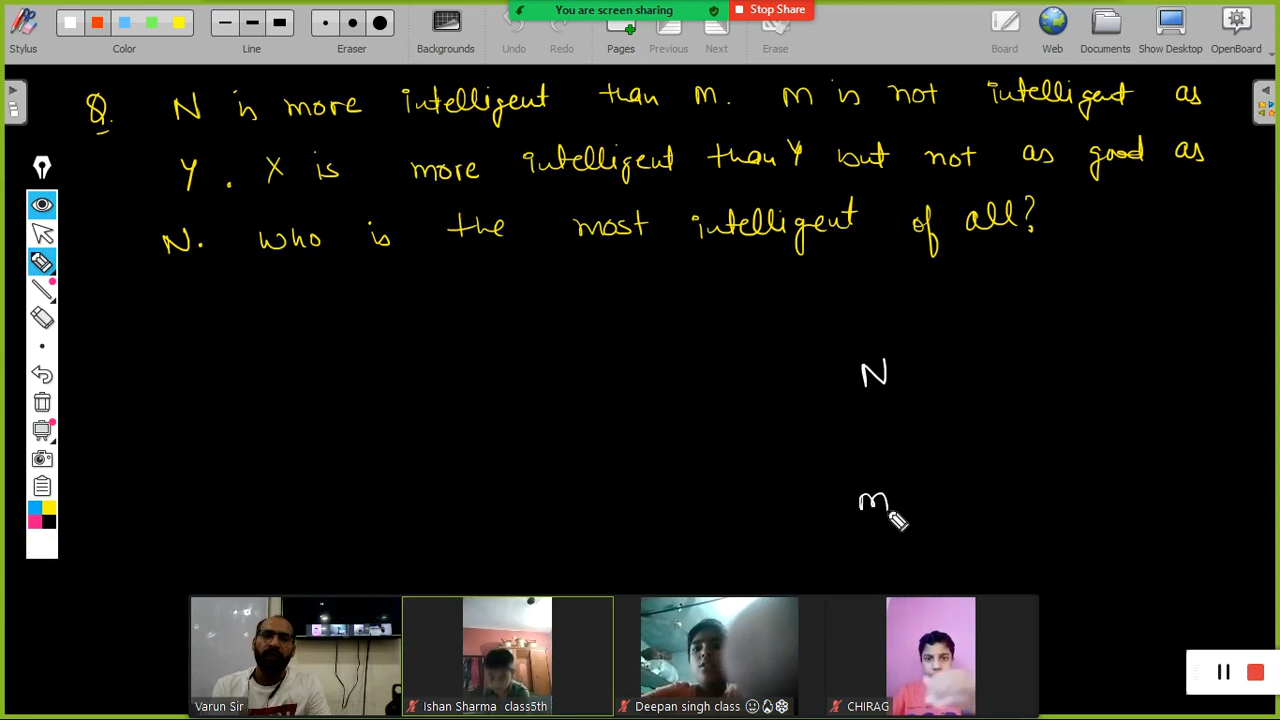 You are screen sharing
Stop Share
Stylus
Color
Line
Eraser
Backgrounds
Undo
Redo
Pages
Previous
Next
Erase
Board
Web
Documents
Show Desktop
OpenBoard
Q. N is more intelligent than M. M is not intelligent as
Y. X is more intelligent than Y but not as good as
N. Who is the most intelligent of all?
N
M
Varun Sir
Ishan Sharma class5th
Deepan singh class
CHIRAG